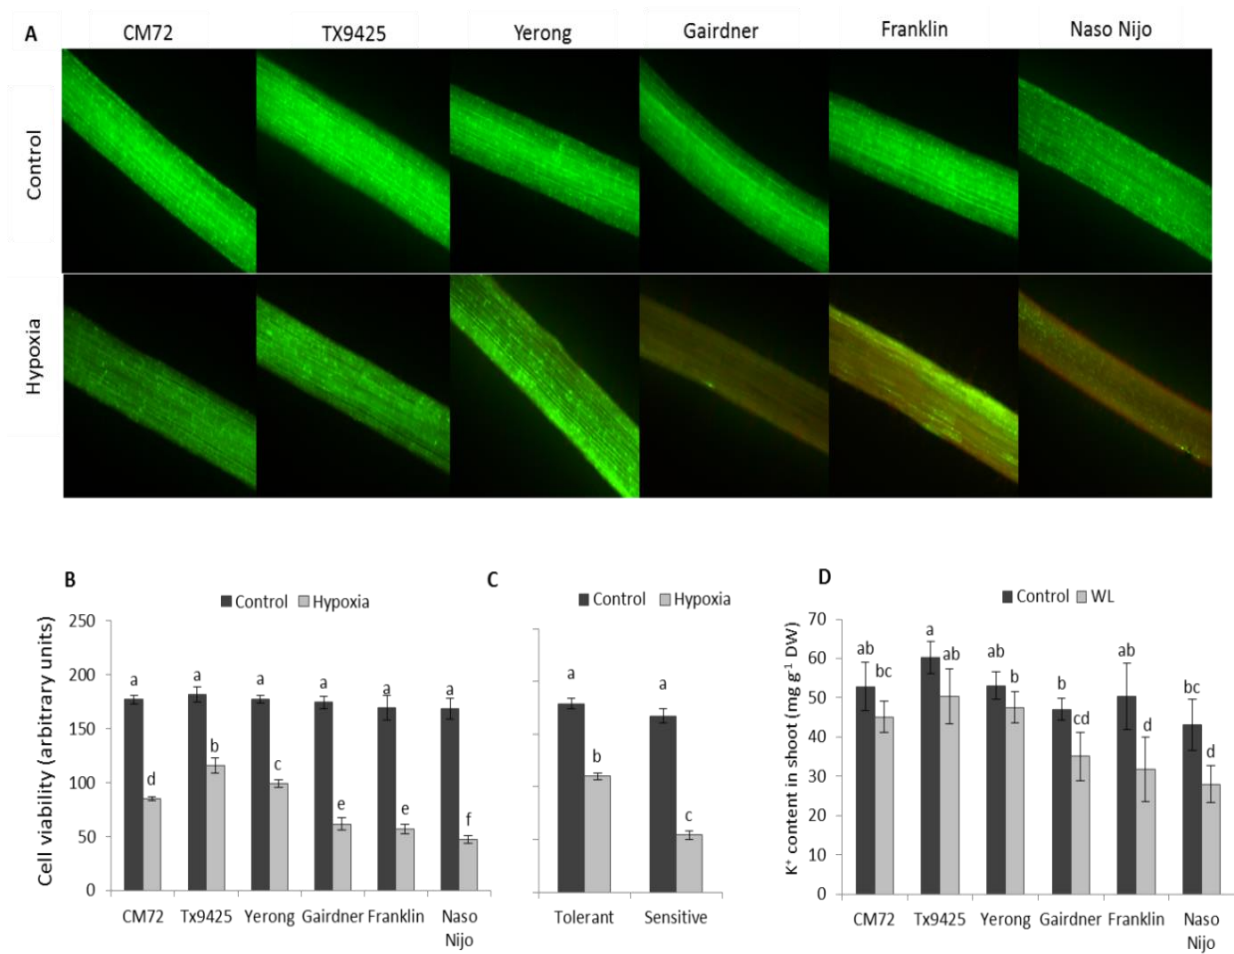 A
CM72 TX9425 Yerong Gairdner Franklin Naso Nijo
Control
Hypoxia
B
Control Hypoxia
Cell viability (arbitrary units)
250
200
150
100
50
0
a a a a a a
d b c e e f
CM72 Tx9425 Yerong Gairdner Franklin Naso
Nijo
C
Control Hypoxia
a a
b c
Tolerant Sensitive
D
Control WL
K⁺ content in shoot (mg g⁻¹ DW)
70
60
50
40
30
20
10
0
ab a ab b ab bc
bc ab b cd d d
CM72 Tx9425 Yerong Gairdner Franklin Naso
Nijo